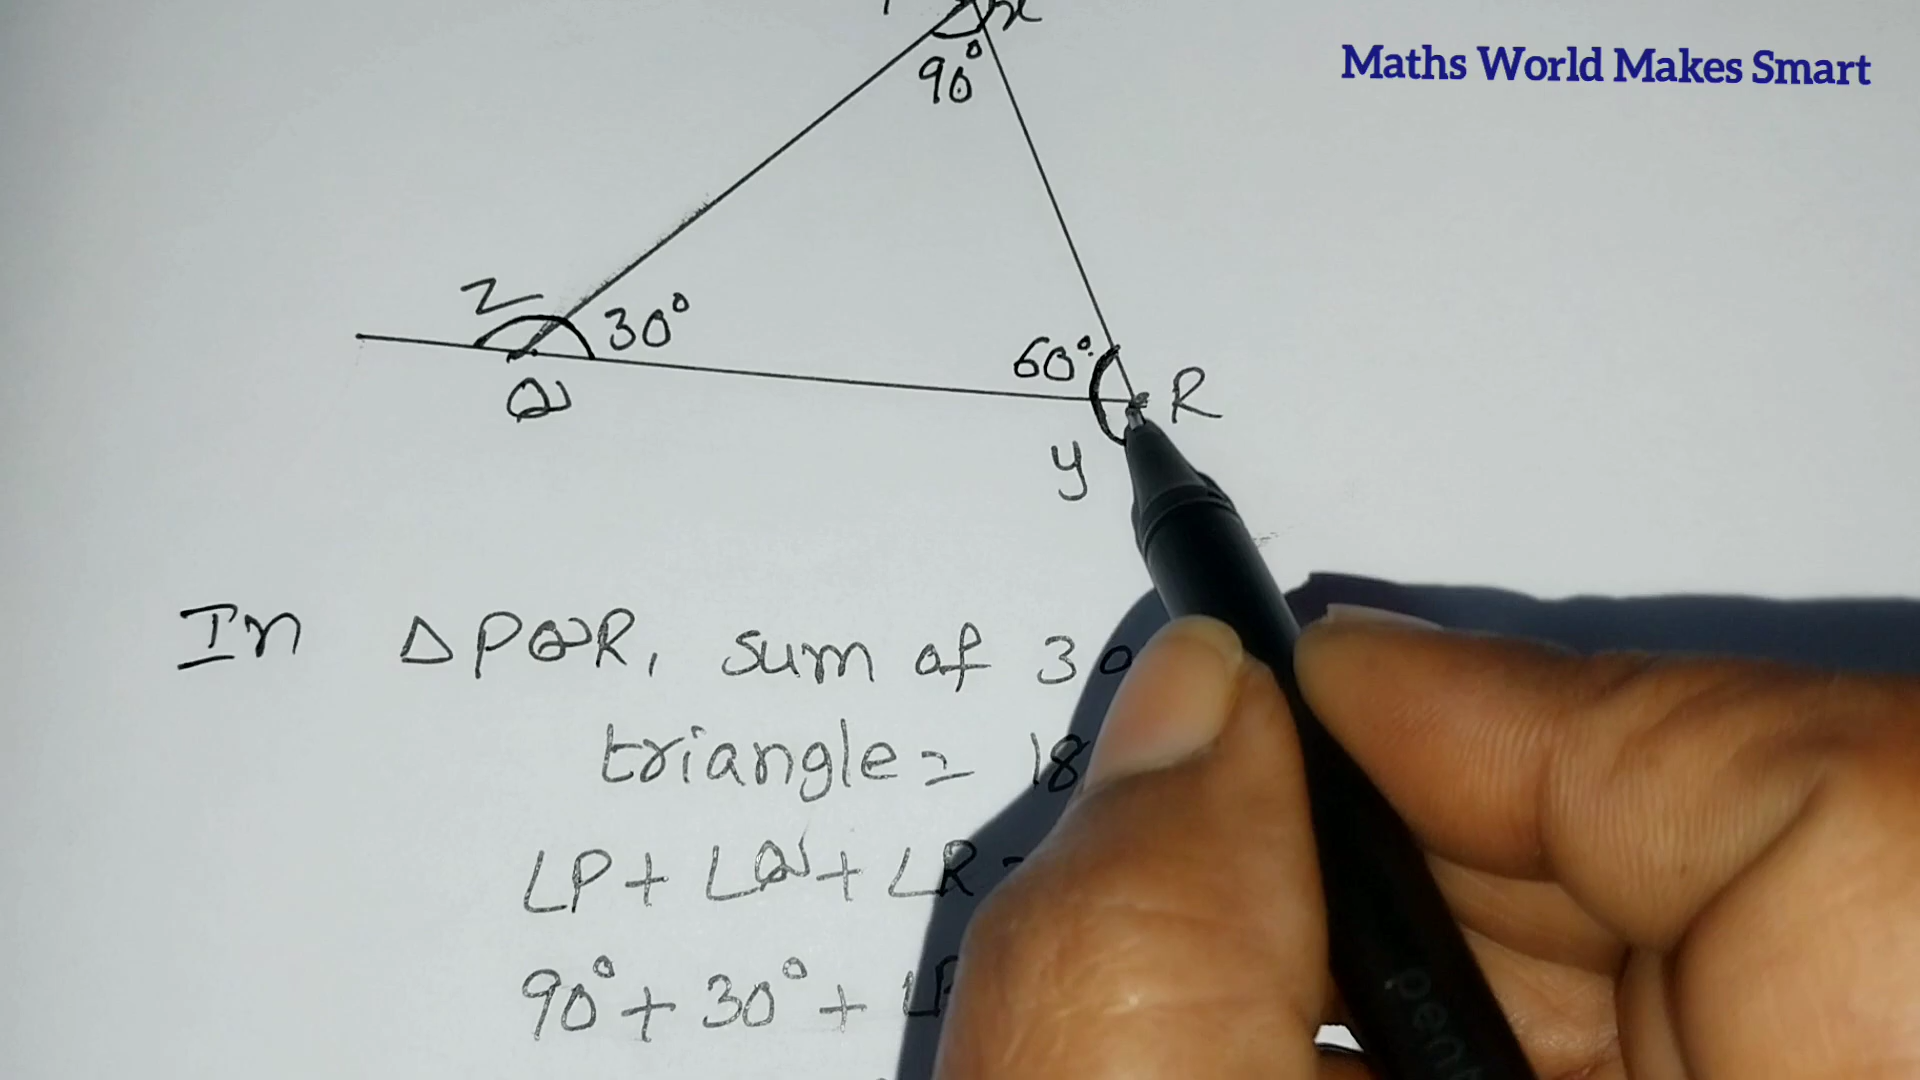 x
Maths World Makes Smart
90°
z
30°
60°
Q
R
y
In ΔPQR, sum of 3
triangle = 18
∠P + ∠Q + ∠R =
90° + 30° + ∠R